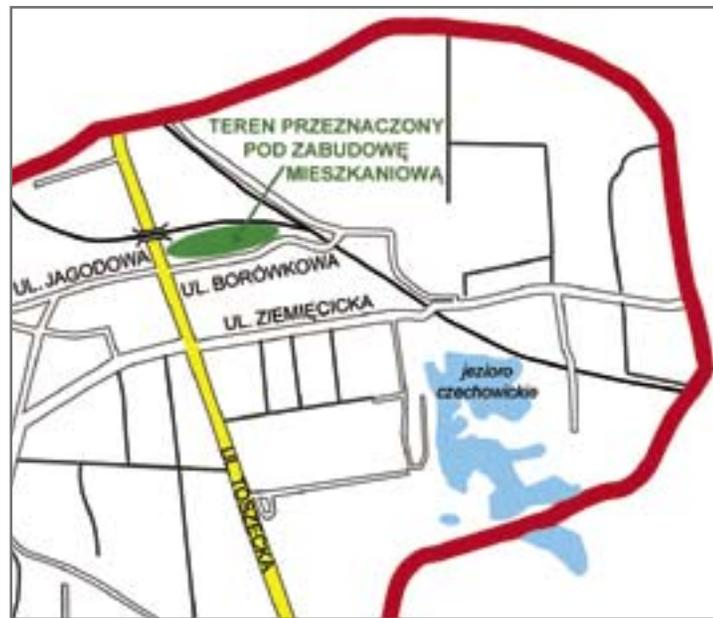 TEREN PRZEZNACZONY
POD ZABUDOWĘ
MIESZKANIOWĄ
UL. JAGODOWA
UL. BORÓWKOWA
UL. ZIEMIĘCICKA
jezioro
czechowickie
UL. TOSZECKA